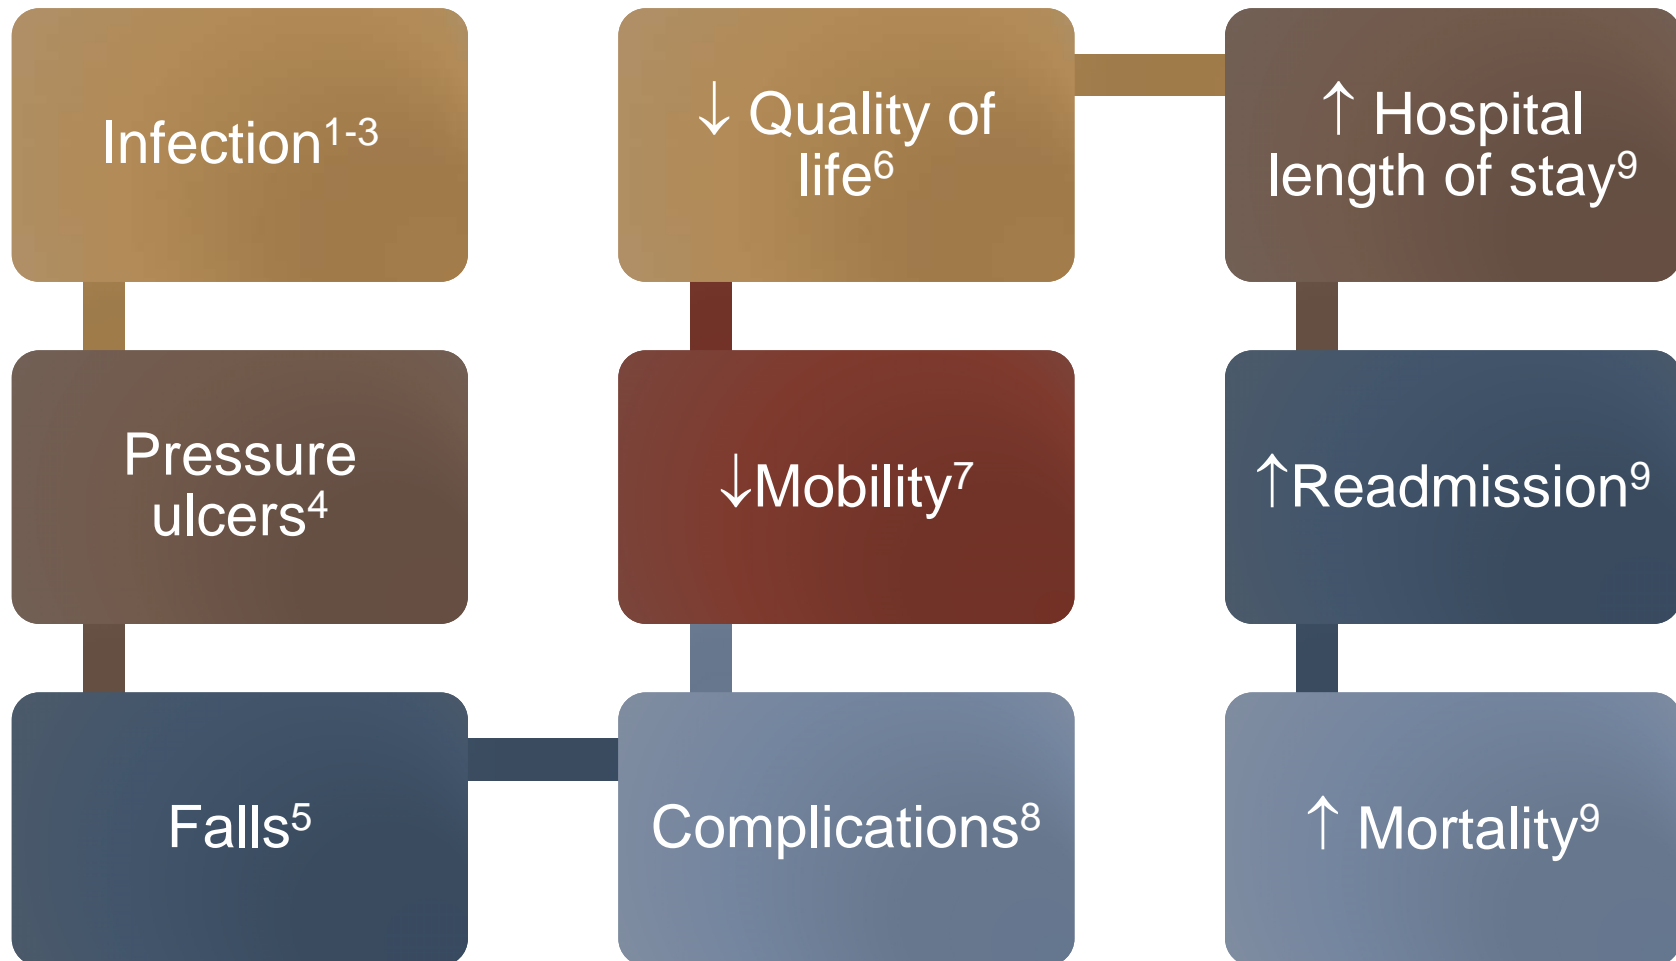 Infection¹⁻³
Pressure
ulcers⁴
Falls⁵
Complications⁸
↓Mobility⁷
↓ Quality of
life⁶
↑ Hospital
length of stay⁹
↑Readmission⁹
↑ Mortality⁹